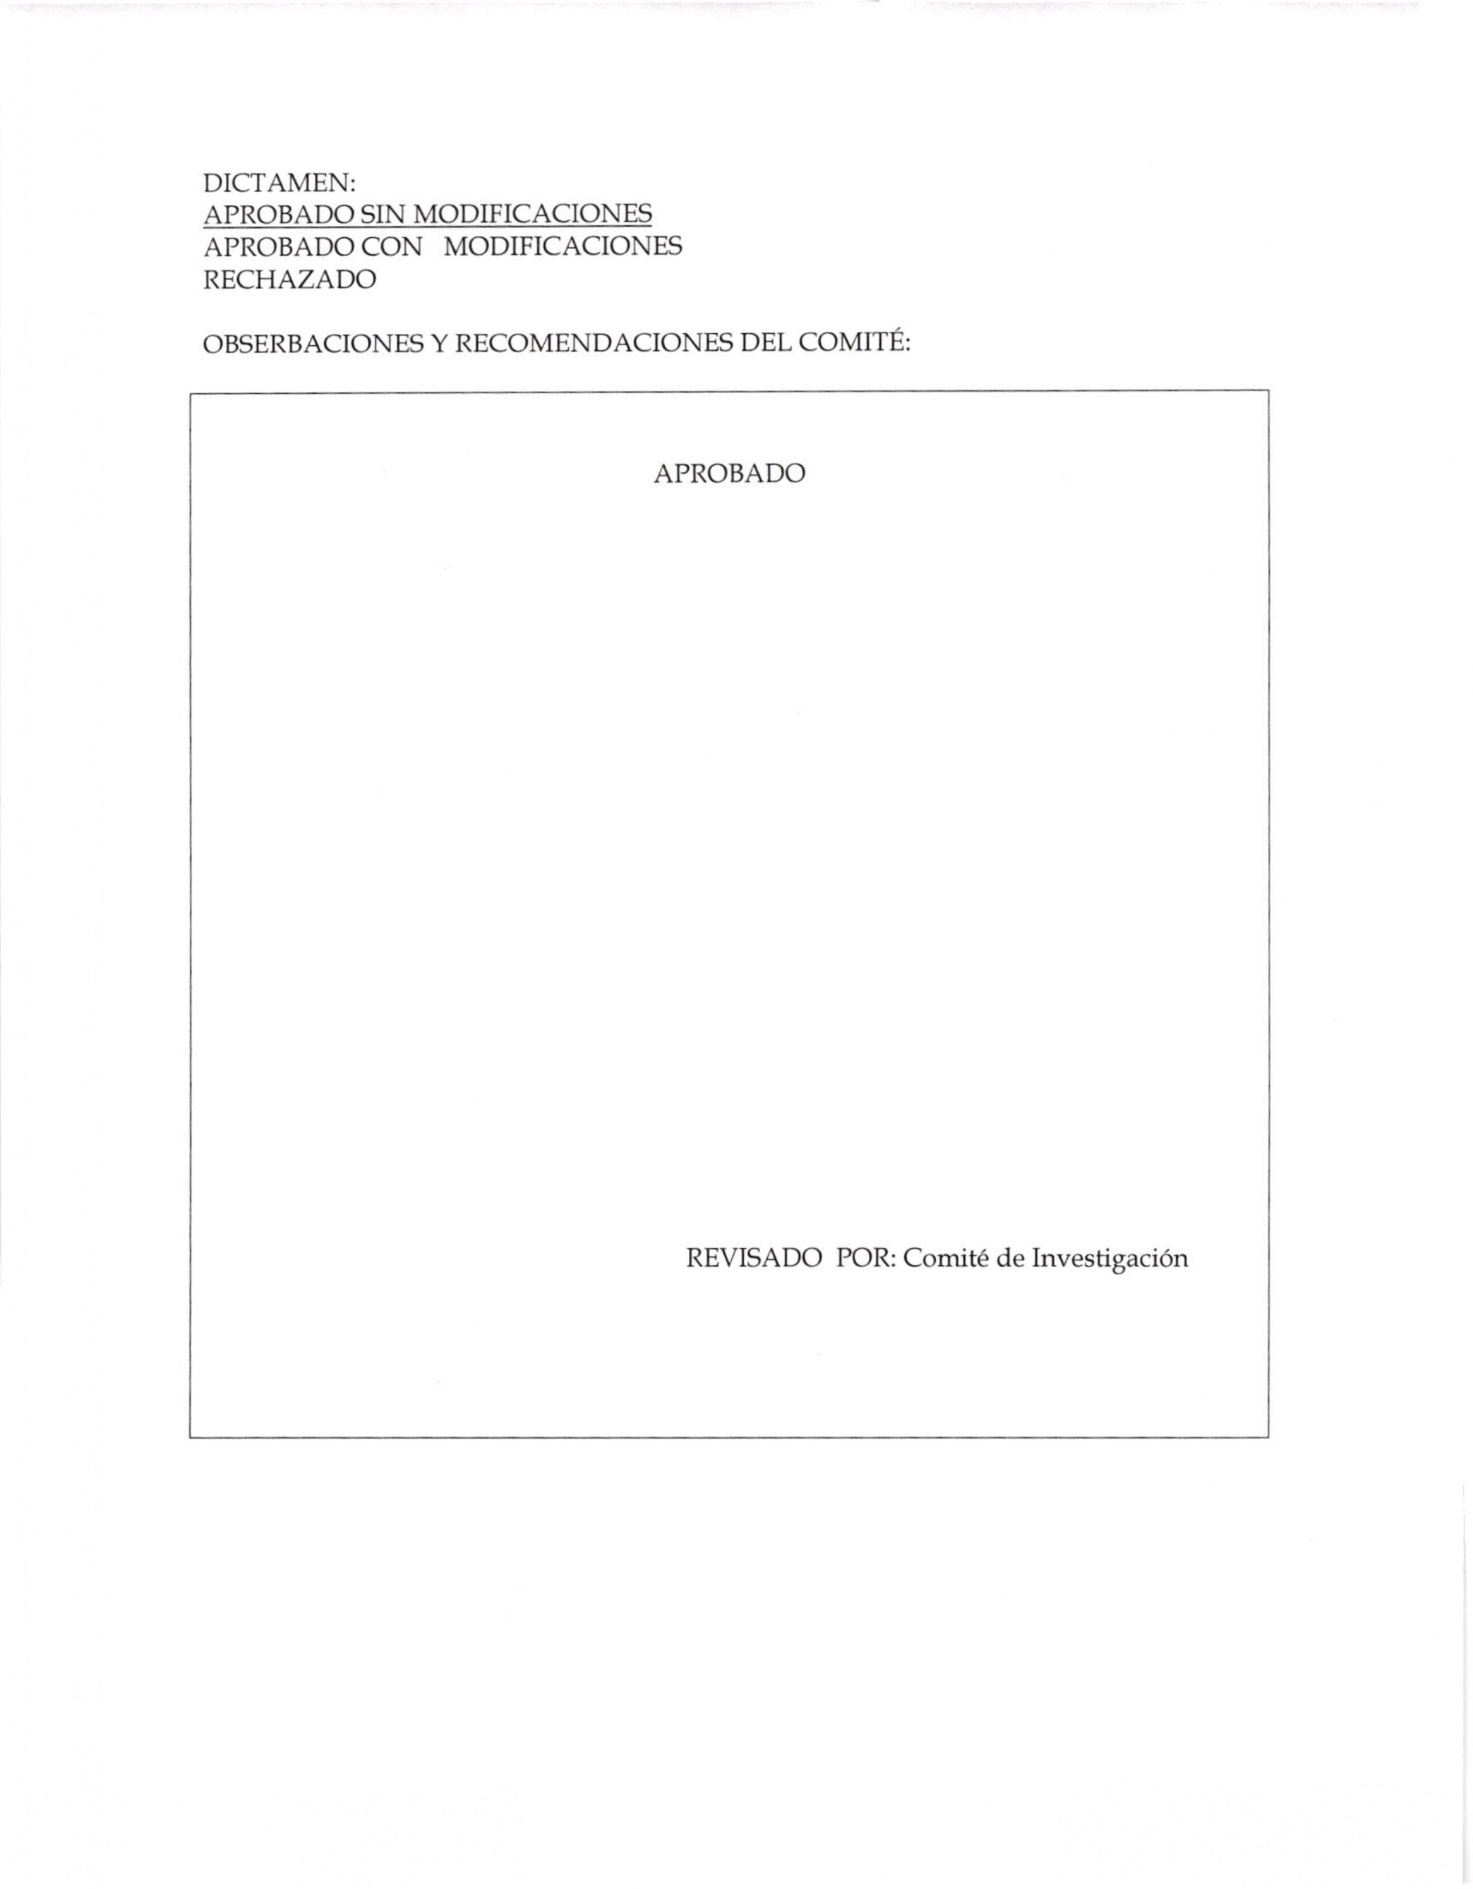 DICTAMEN:
APROBADO SIN MODIFICACIONES
APROBADO CON MODIFICACIONES
RECHAZADO
OBSERBACIONES Y RECOMENDACIONES DEL COMITÉ:
APROBADO
REVISADO POR: Comité de Investigación